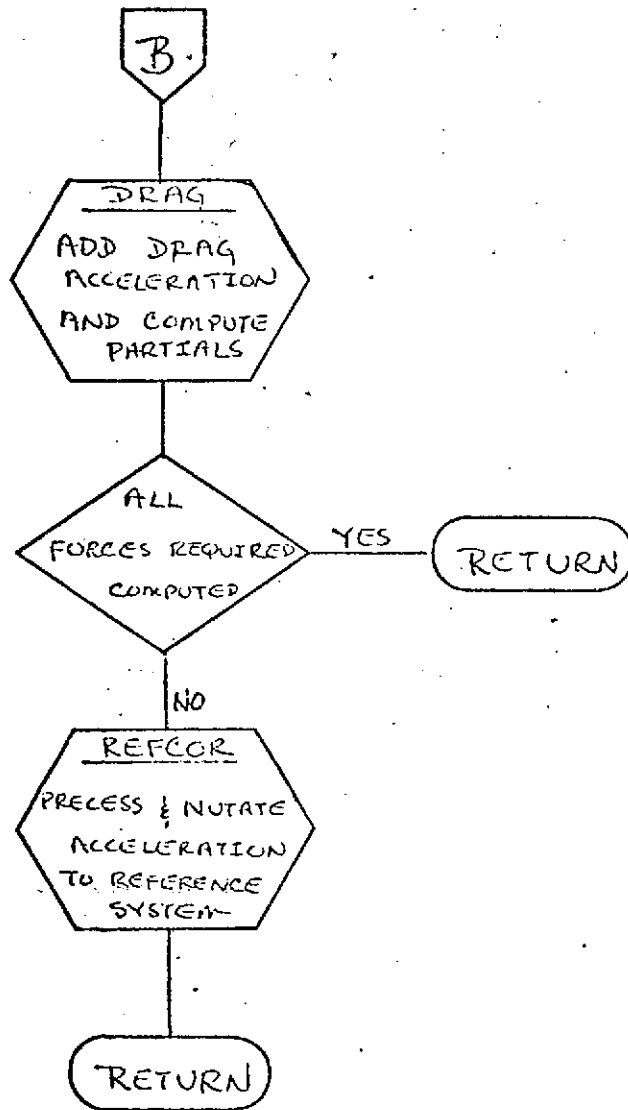 B.
DRAG
ADD DRAG
ACCELERATION
AND COMPUTE
PARTIALS
ALL
FORCES REQUIRED
COMPUTED
YES
RETURN
NO
REFCOR
PRECESS & NUTATE
ACCELERATION
TO REFERENCE
SYSTEM
RETURN